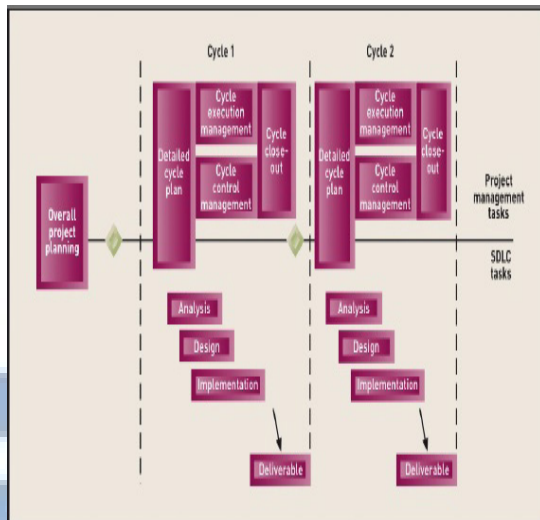 Cycle 1
Cycle 2
Overall
project
planning
Detailed
cycle
plan
Cycle
execution
management
Cycle
control
management
Cycle
close-
out
Detailed
cycle
plan
Cycle
execution
management
Cycle
control
management
Cycle
close-
out
Project
management
tasks
SDLC
tasks
Analysis
Design
Implementation
Deliverable
Analysis
Design
Implementation
Deliverable